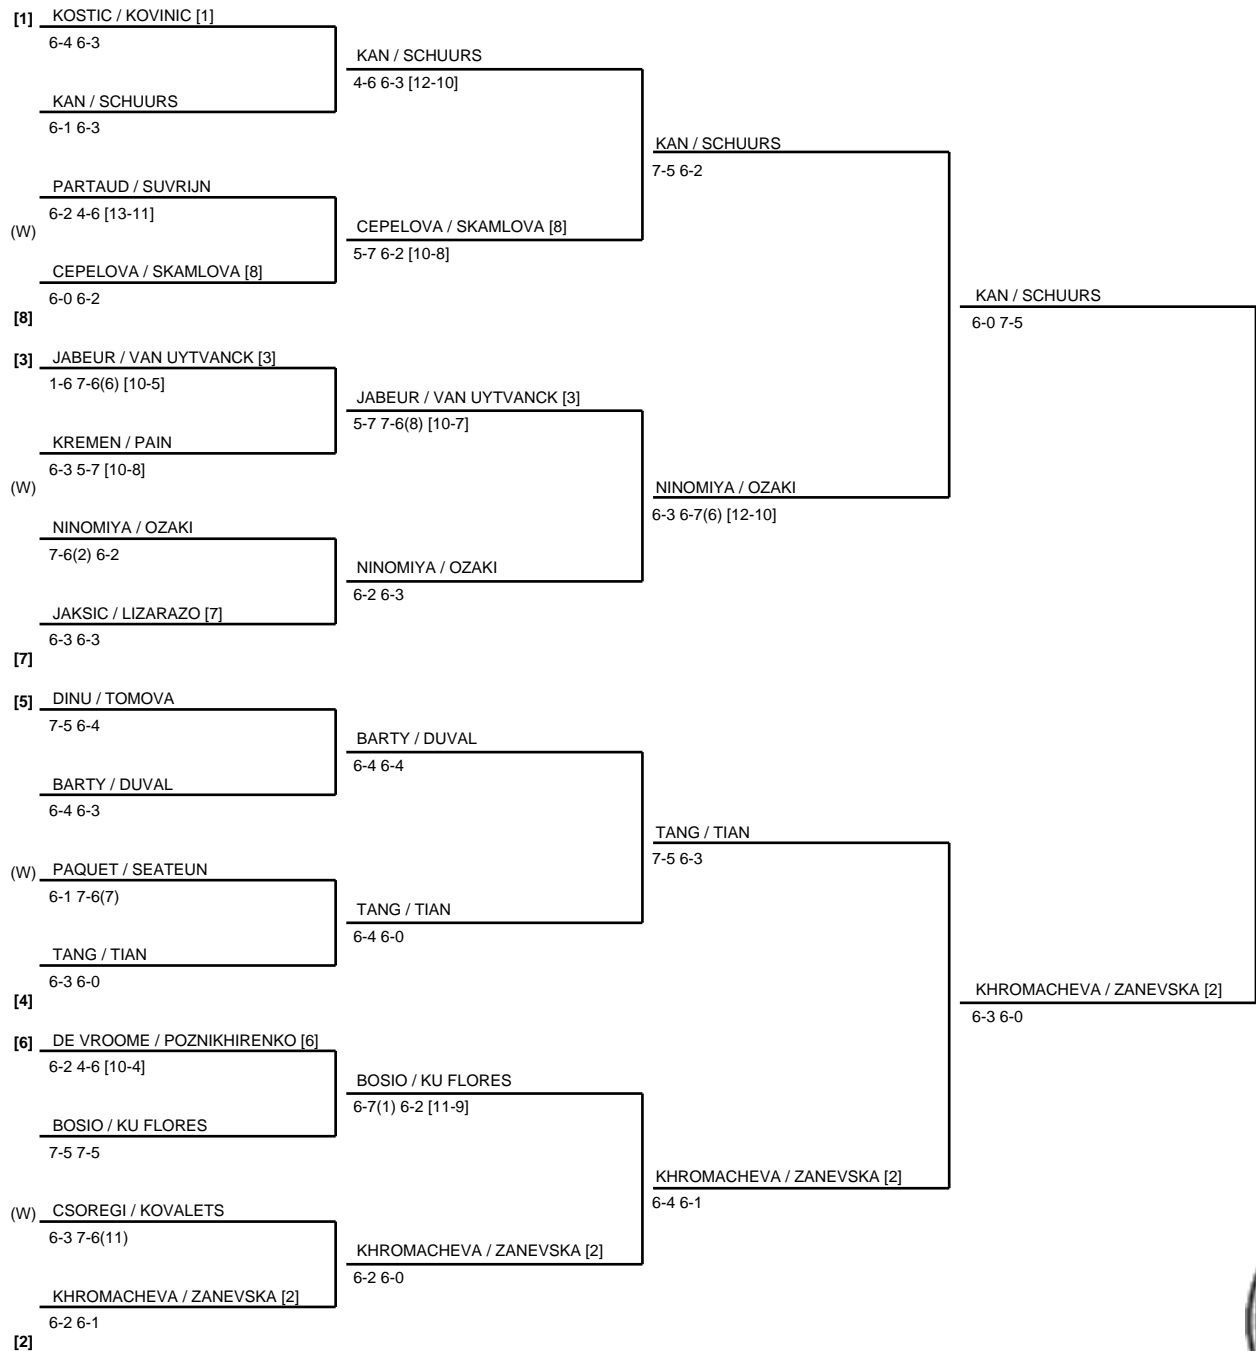 [1] KOSTIC / KOVINIC [1]
6-4 6-3
KAN / SCHUURS
4-6 6-3 [12-10]
KAN / SCHUURS
6-1 6-3
KAN / SCHUURS
7-5 6-2
PARTAUD / SUVRIJN
6-2 4-6 [13-11]
(W)
CEPELOVA / SKAMLOVA [8]
5-7 6-2 [10-8]
CEPELOVA / SKAMLOVA [8]
6-0 6-2
KAN / SCHUURS
6-0 7-5
[8]
[3] JABEUR / VAN UYTVANCK [3]
1-6 7-6(6) [10-5]
JABEUR / VAN UYTVANCK [3]
5-7 7-6(8) [10-7]
KREMEN / PAIN
6-3 5-7 [10-8]
(W)
NINOMIYA / OZAKI
6-3 6-7(6) [12-10]
NINOMIYA / OZAKI
7-6(2) 6-2
NINOMIYA / OZAKI
6-2 6-3
JAKSIC / LIZARAZO [7]
6-3 6-3
[7]
[5] DINU / TOMOVA
7-5 6-4
BARTY / DUVAL
6-4 6-4
BARTY / DUVAL
6-4 6-3
TANG / TIAN
7-5 6-3
(W) PAQUET / SEATEUN
6-1 7-6(7)
TANG / TIAN
6-4 6-0
TANG / TIAN
6-3 6-0
[4]
KHROMACHEVA / ZANEVSKA [2]
6-3 6-0
[6] DE VROOME / POZNIKHIRENKO [6]
6-2 4-6 [10-4]
BOSIO / KU FLORES
6-7(1) 6-2 [11-9]
BOSIO / KU FLORES
7-5 7-5
KHROMACHEVA / ZANEVSKA [2]
6-4 6-1
(W) CSOREGI / KOVALETS
6-3 7-6(11)
KHROMACHEVA / ZANEVSKA [2]
6-2 6-0
KHROMACHEVA / ZANEVSKA [2]
6-2 6-1
[2]